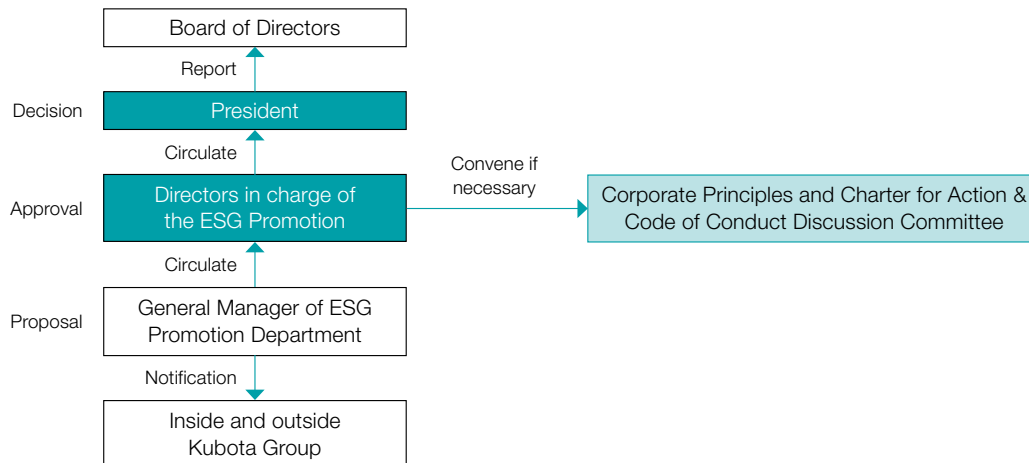 Board of Directors
Report
Decision
President
Circulate
Convene if
necessary
Approval
Directors in charge of
the ESG Promotion
Corporate Principles and Charter for Action &
Code of Conduct Discussion Committee
Circulate
Proposal
General Manager of ESG
Promotion Department
Notification
Inside and outside
Kubota Group